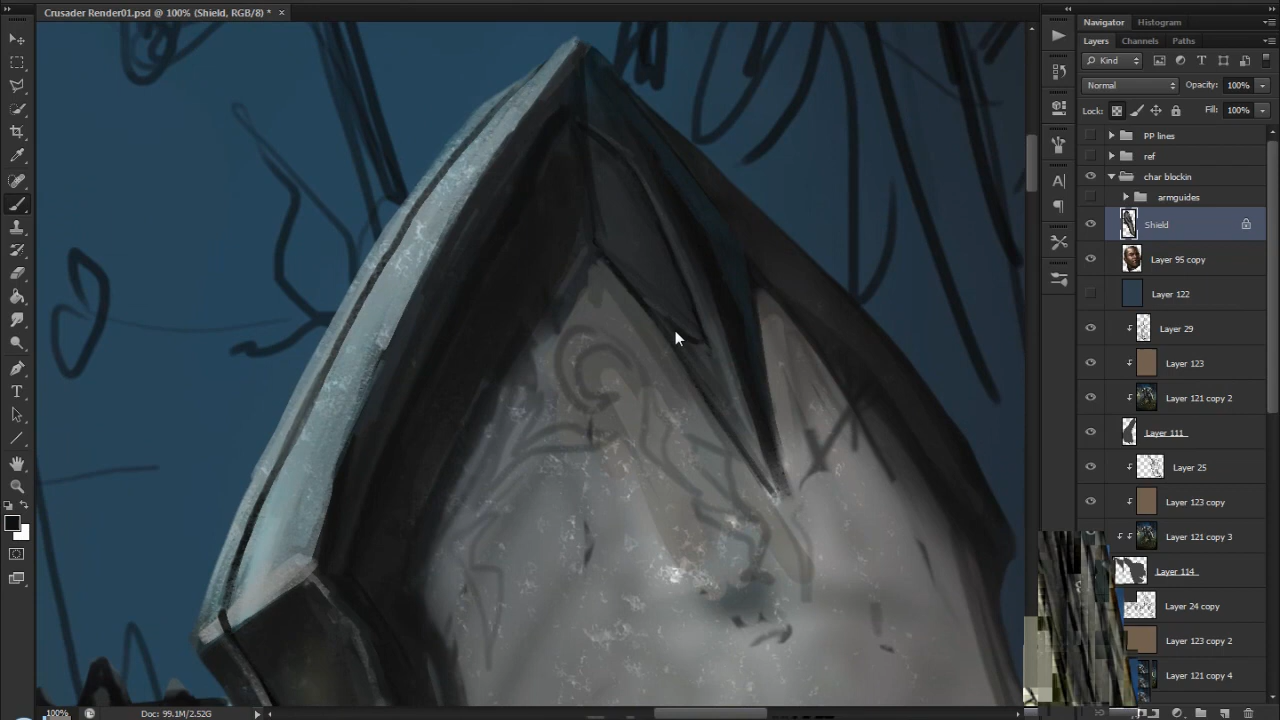 Crusader Render01.psd @ 100% (Shield, RGB/8) *
Navigator Histogram
Layers Channels Paths
Kind
Normal Opacity: 100%
Lock: Fill: 100%
PP lines
ref
char blockin
armguides
Shield
Layer 95 copy
Layer 122
Layer 29
Layer 123
Layer 121 copy 2
Layer 111
Layer 25
Layer 123 copy
Layer 121 copy 3
Layer 114
Layer 24 copy
Layer 123 copy 2
Layer 121 copy 4
100% Doc: 99.1M/2.52G